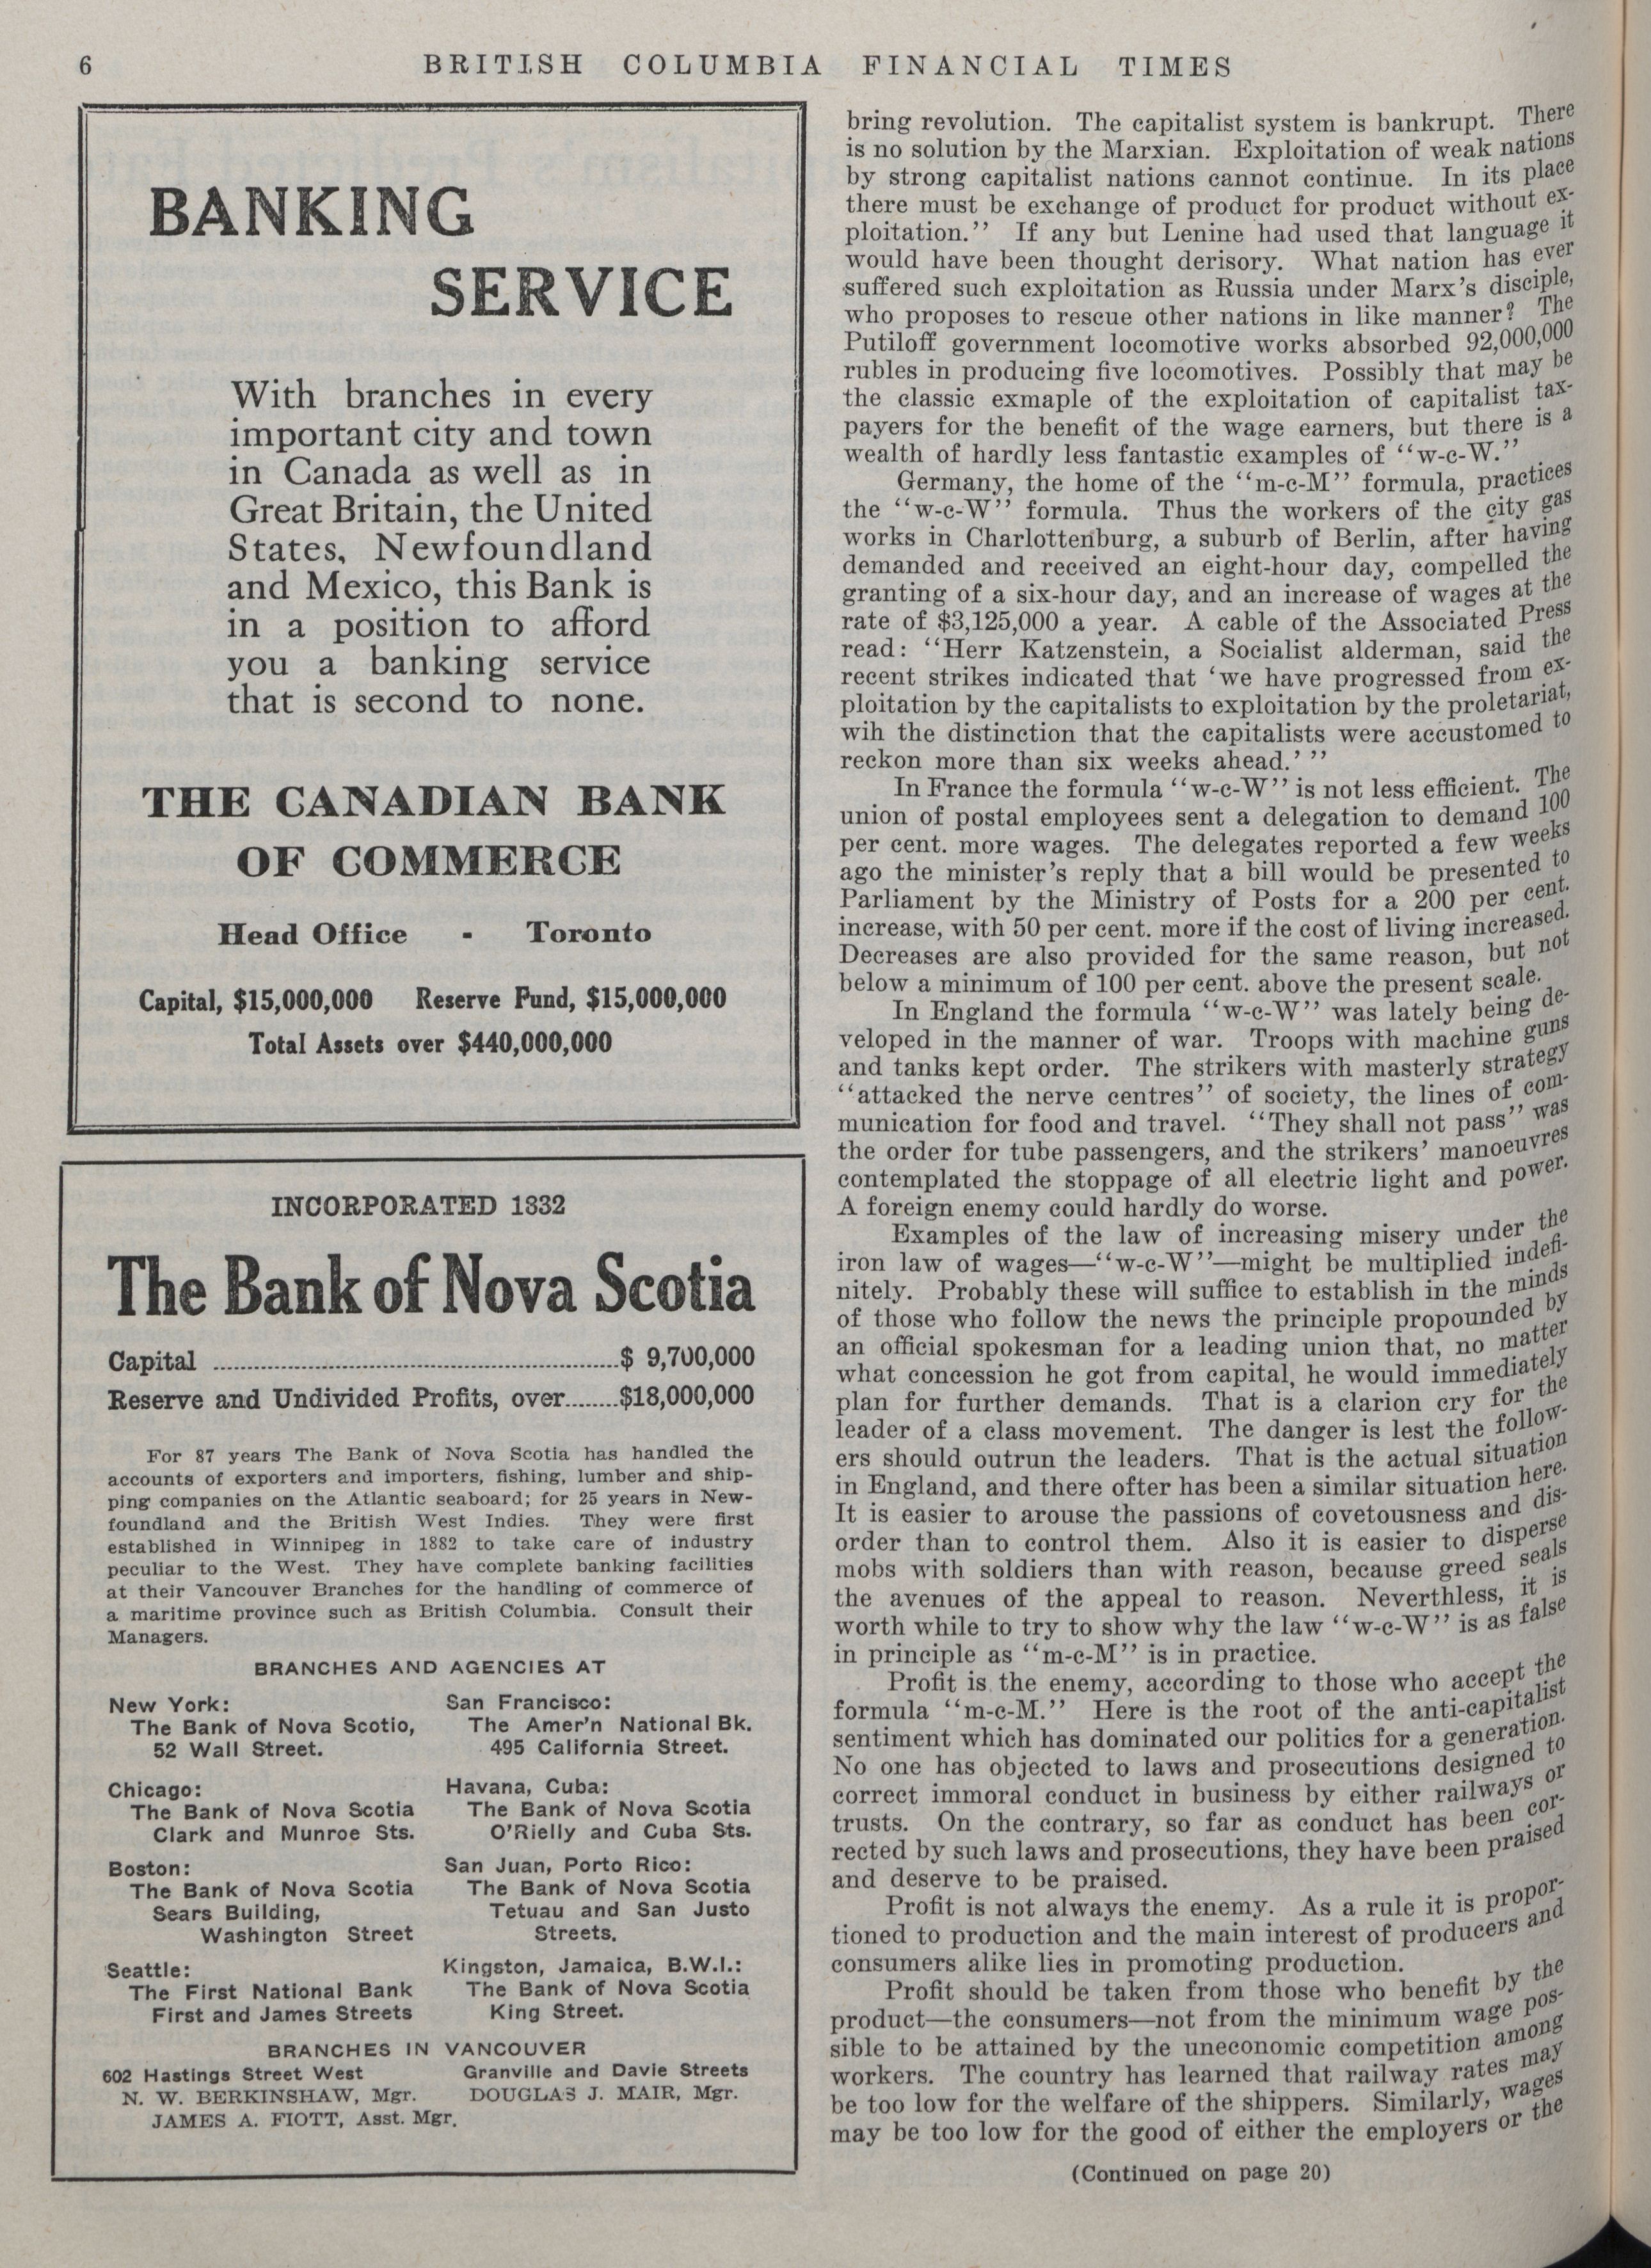 6
BRITISH COLUMBIA FINANCIAL TIMES
BANKING
SERVICE
With branches in every
important city and town
in Canada as well as in
Great Britain, the United
States, Newfoundland
and Mexico, this Bank is
in a position to afford
you a banking service
that is second to none.
THE CANADIAN BANK
OF COMMERCE
Head Office - Toronto
Capital, $15,000,000 Reserve Fund, $15,000,000
Total Assets over $440,000,000
INCORPORATED 1832
The Bank of Nova Scotia
Capital ........................................................$ 9,700,000
Reserve and Undivided Profits, over........$18,000,000
For 87 years The Bank of Nova Scotia has handled the
accounts of exporters and importers, fishing, lumber and ship-
ping companies on the Atlantic seaboard; for 25 years in New-
foundland and the British West Indies. They were first
established in Winnipeg in 1882 to take care of industry
peculiar to the West. They have complete banking facilities
at their Vancouver Branches for the handling of commerce of
a maritime province such as British Columbia. Consult their
Managers.
BRANCHES AND AGENCIES AT
New York:
The Bank of Nova Scotio,
52 Wall Street.
San Francisco:
The Amer'n National Bk.
495 California Street.
Chicago:
The Bank of Nova Scotia
Clark and Munroe Sts.
Havana, Cuba:
The Bank of Nova Scotia
O'Rielly and Cuba Sts.
Boston:
The Bank of Nova Scotia
Sears Building,
Washington Street
San Juan, Porto Rico:
The Bank of Nova Scotia
Tetuau and San Justo
Streets.
Seattle:
The First National Bank
First and James Streets
Kingston, Jamaica, B.W.I.:
The Bank of Nova Scotia
King Street.
BRANCHES IN VANCOUVER
602 Hastings Street West
N. W. BERKINSHAW, Mgr.
JAMES A. FIOTT, Asst. Mgr.
Granville and Davie Streets
DOUGLAS J. MAIR, Mgr.
bring revolution. The capitalist system is bankrupt. There
is no solution by the Marxian. Exploitation of weak nations
by strong capitalist nations cannot continue. In its place
there must be exchange of product for product without ex-
ploitation.'' If any but Lenine had used that language it
would have been thought derisory. What nation has ever
suffered such exploitation as Russia under Marx's disciple,
who proposes to rescue other nations in like manner? The
Putiloff government locomotive works absorbed 92,000,000
rubles in producing five locomotives. Possibly that may be
the classic exmaple of the exploitation of capitalist tax-
payers for the benefit of the wage earners, but there is a
wealth of hardly less fantastic examples of ''w-c-W.''
Germany, the home of the ''m-c-M'' formula, practices
the ''w-c-W'' formula. Thus the workers of the city gas
works in Charlottenburg, a suburb of Berlin, after having
demanded and received an eight-hour day, compelled the
granting of a six-hour day, and an increase of wages at the
rate of $3,125,000 a year. A cable of the Associated Press
read: ''Herr Katzenstein, a Socialist alderman, said the
recent strikes indicated that 'we have progressed from ex-
ploitation by the capitalists to exploitation by the proletariat,
wih the distinction that the capitalists were accustomed to
reckon more than six weeks ahead.' ''
In France the formula ''w-c-W'' is not less efficient. The
union of postal employees sent a delegation to demand 100
per cent. more wages. The delegates reported a few weeks
ago the minister's reply that a bill would be presented to
Parliament by the Ministry of Posts for a 200 per cent.
increase, with 50 per cent. more if the cost of living increased.
Decreases are also provided for the same reason, but not
below a minimum of 100 per cent. above the present scale.
In England the formula ''w-c-W'' was lately being de-
veloped in the manner of war. Troops with machine guns
and tanks kept order. The strikers with masterly strategy
''attacked the nerve centres'' of society, the lines of com-
munication for food and travel. ''They shall not pass'' was
the order for tube passengers, and the strikers' manoeuvres
contemplated the stoppage of all electric light and power.
A foreign enemy could hardly do worse.
Examples of the law of increasing misery under the
iron law of wages—''w-c-W''—might be multiplied indefi-
nitely. Probably these will suffice to establish in the minds
of those who follow the news the principle propounded by
an official spokesman for a leading union that, no matter
what concession he got from capital, he would immediately
plan for further demands. That is a clarion cry for the
leader of a class movement. The danger is lest the follow-
ers should outrun the leaders. That is the actual situation
in England, and there ofter has been a similar situation here.
It is easier to arouse the passions of covetousness and dis-
order than to control them. Also it is easier to disperse
mobs with soldiers than with reason, because greed seals
the avenues of the appeal to reason. Neverthless, it is
worth while to try to show why the law ''w-c-W'' is as false
in principle as ''m-c-M'' is in practice.
Profit is the enemy, according to those who accept the
formula ''m-c-M.'' Here is the root of the anti-capitalist
sentiment which has dominated our politics for a generation.
No one has objected to laws and prosecutions designed to
correct immoral conduct in business by either railways or
trusts. On the contrary, so far as conduct has been cor-
rected by such laws and prosecutions, they have been praised
and deserve to be praised.
Profit is not always the enemy. As a rule it is propor-
tioned to production and the main interest of producers and
consumers alike lies in promoting production.
Profit should be taken from those who benefit by the
product—the consumers—not from the minimum wage pos-
sible to be attained by the uneconomic competition among
workers. The country has learned that railway rates may
be too low for the welfare of the shippers. Similarly, wages
may be too low for the good of either the employers or the
(Continued on page 20)